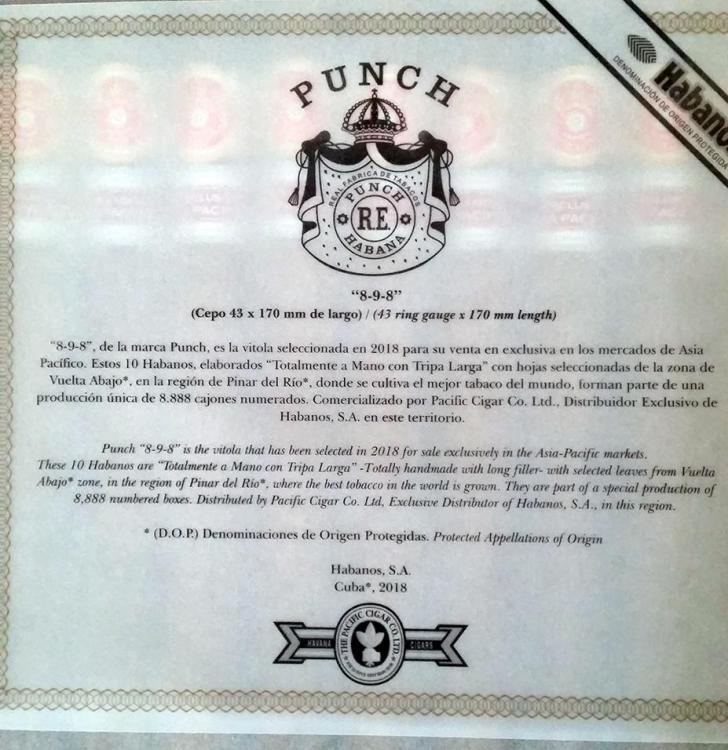 PUNCH
REAL FABRICA DE TABACOS
PUNCH
R.E.
HABANA
Habanos
DENOMINACIÓN DE ORIGEN PROTEGIDA
"8-9-8"
(Cepo 43 x 170 mm de largo) / (43 ring gauge x 170 mm length)
"8-9-8", de la marca Punch, es la vitola seleccionada en 2018 para su venta en exclusiva en los mercados de Asia
Pacífico. Estos 10 Habanos, elaborados "Totalmente a Mano con Tripa Larga" con hojas seleccionadas de la zona de
Vuelta Abajo*, en la región de Pinar del Río*, donde se cultiva el mejor tabaco del mundo, forman parte de una
producción única de 8.888 cajones numerados. Comercializado por Pacific Cigar Co. Ltd., Distribuidor Exclusivo de
Habanos, S.A. en este territorio.
Punch "8-9-8" is the vitola that has been selected in 2018 for sale exclusively in the Asia-Pacific markets.
These 10 Habanos are "Totalmente a Mano con Tripa Larga" -Totally handmade with long filler- with selected leaves from Vuelta
Abajo* zone, in the region of Pinar del Río*, where the best tobacco in the world is grown. They are part of a special production of
8,888 numbered boxes. Distributed by Pacific Cigar Co. Ltd, Exclusive Distributor of Habanos, S.A., in this region.
* (D.O.P.) Denominaciones de Origen Protegidas. Protected Appellations of Origin
Habanos, S.A.
Cuba*, 2018
THE PACIFIC CIGAR CO. LTD.
HAVANA CIGARS